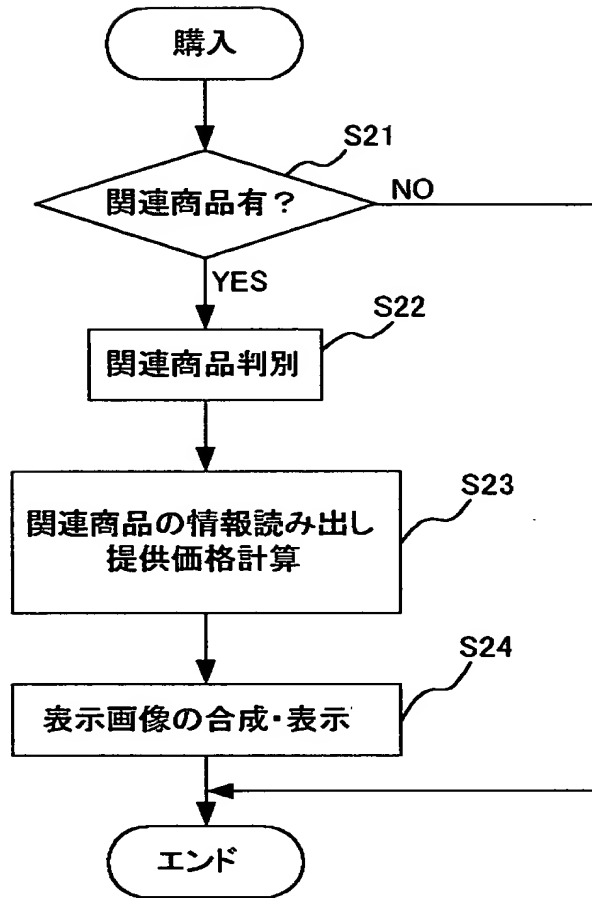 購入
S21
関連商品有？
NO
YES
S22
関連商品判別
S23
関連商品の情報読み出し
提供価格計算
S24
表示画像の合成・表示
エンド